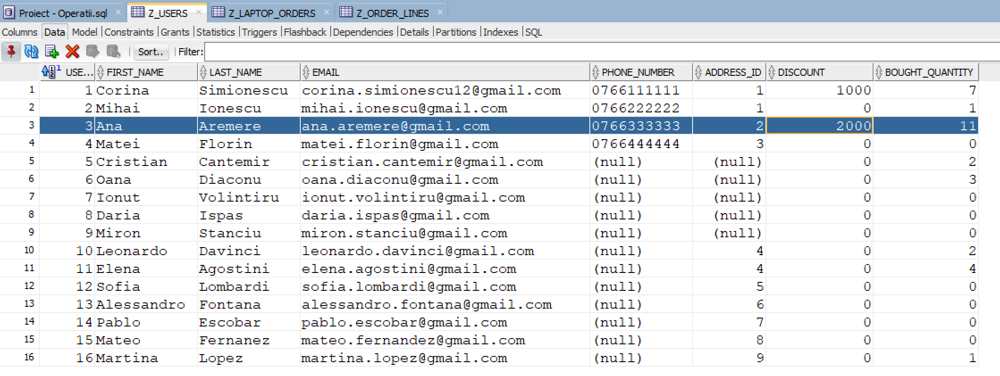 Proiect - Operatii.sql Z_USERS Z_LAPTOP_ORDERS Z_ORDER_LINES
Columns Data Model Constraints Grants Statistics Triggers Flashback Dependencies Details Partitions Indexes SQL
Sort.. Filter:
USE... FIRST_NAME LAST_NAME EMAIL PHONE_NUMBER ADDRESS_ID DISCOUNT BOUGHT_QUANTITY
1 1 Corina Simionescu corina.simionescu12@gmail.com 0766111111 1 1000 7
2 2 Mihai Ionescu mihai.ionescu@gmail.com 0766222222 1 0 1
3 3 Ana Aremere ana.aremere@gmail.com 0766333333 2 2000 11
4 4 Matei Florin matei.florin@gmail.com 0766444444 3 0 0
5 5 Cristian Cantemir cristian.cantemir@gmail.com (null) (null) 0 2
6 6 Oana Diaconu oana.diaconu@gmail.com (null) (null) 0 3
7 7 Ionut Volintiru ionut.volintiru@gmail.com (null) (null) 0 0
8 8 Daria Ispas daria.ispas@gmail.com (null) (null) 0 0
9 9 Miron Stanciu miron.stanciu@gmail.com (null) (null) 0 0
10 10 Leonardo Davinci leonardo.davinci@gmail.com (null) 4 0 2
11 11 Elena Agostini elena.agostini@gmail.com (null) 4 0 4
12 12 Sofia Lombardi sofia.lombardi@gmail.com (null) 5 0 0
13 13 Alessandro Fontana alessandro.fontana@gmail.com (null) 6 0 0
14 14 Pablo Escobar pablo.escobar@gmail.com (null) 7 0 0
15 15 Mateo Fernanez mateo.fernandez@gmail.com (null) 8 0 0
16 16 Martina Lopez martina.lopez@gmail.com (null) 9 0 1